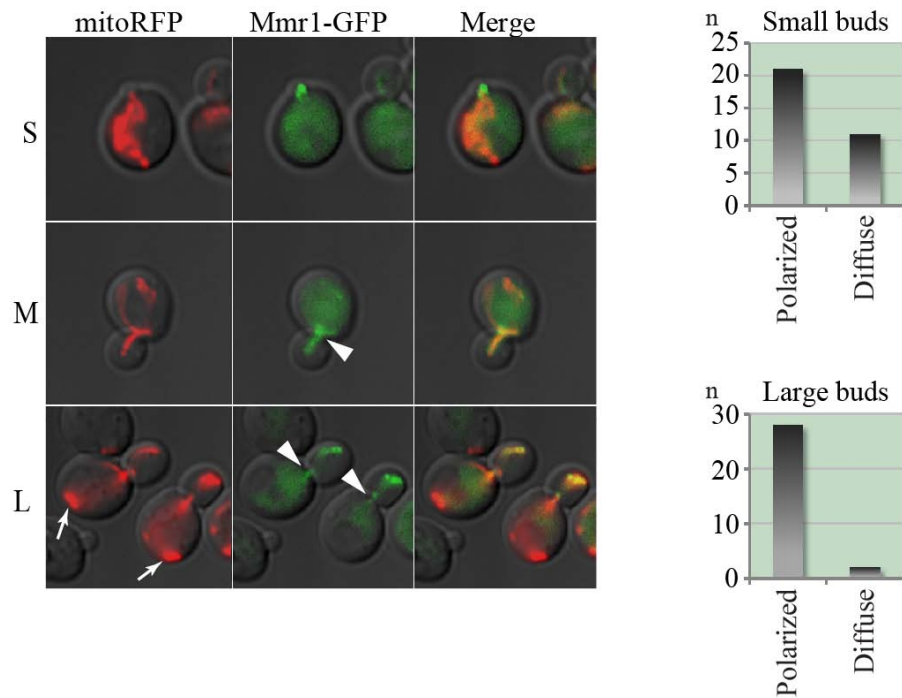 mitoRFP Mmr1-GFP Merge
S
M
L
n Small buds
25
20
15
10
5
0
Polarized
Diffuse
n Large buds
30
20
10
0
Polarized
Diffuse